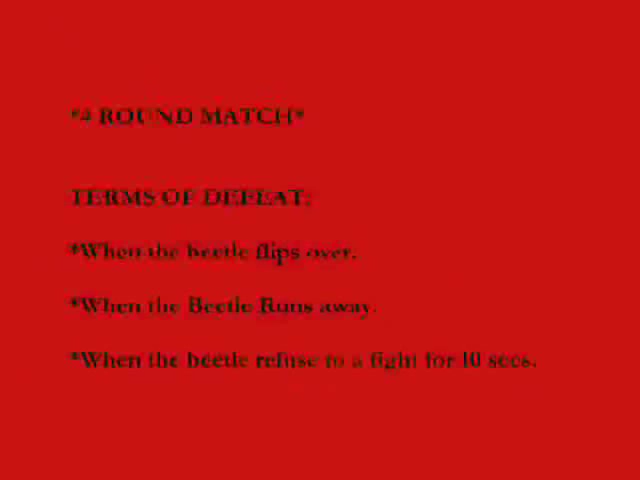 *4 ROUND MATCH*
TERMS OF DEFEAT:
*When the beetle flips over.
*When the Beetle Runs away.
*When the beetle refuse to a fight for 10 secs.